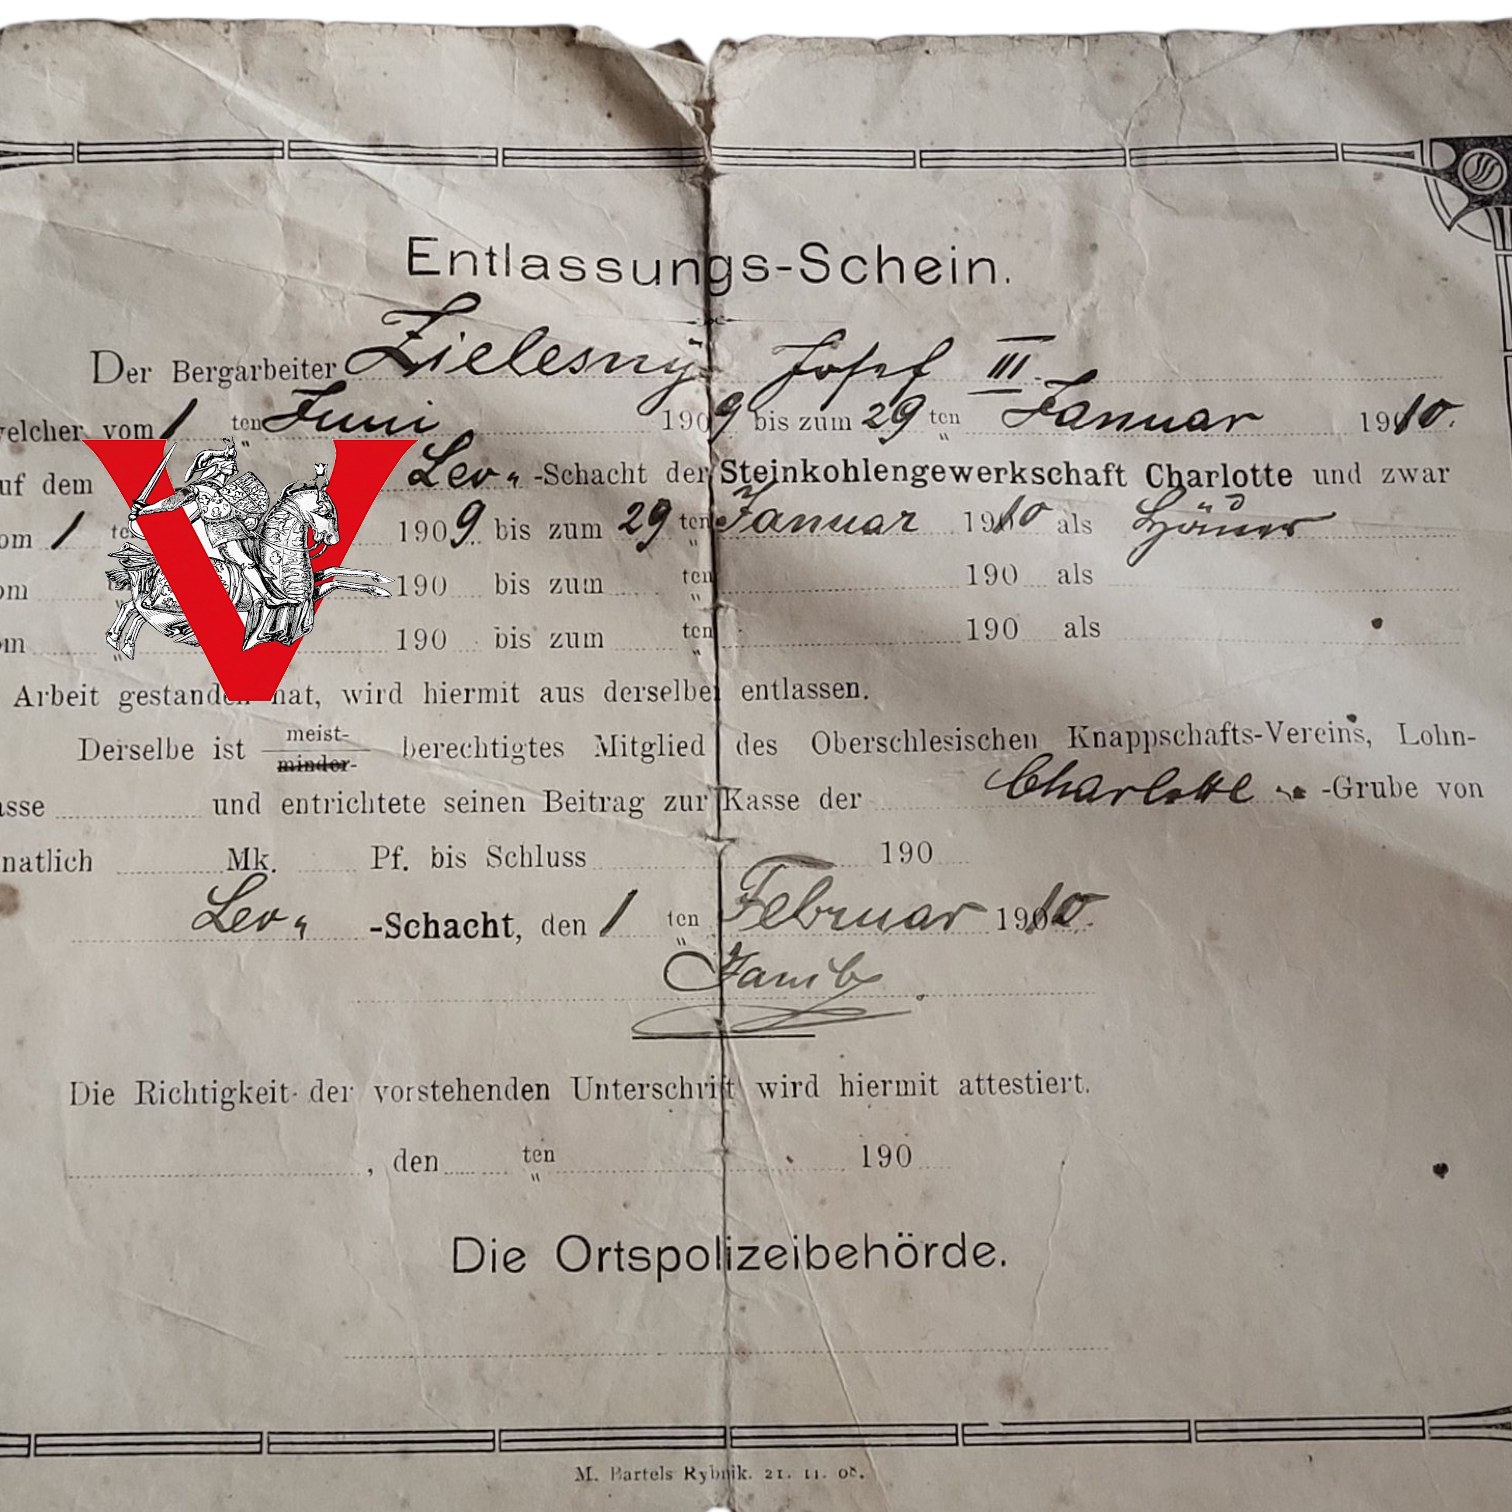 Entlassungs-Schein.
Der Bergarbeiter Zielesny Josef III.
welcher vom 1 ten Juni 1909 bis zum 29 ten Januar 1910.
auf dem Leo „ -Schacht der Steinkohlengewerkschaft Charlotte und zwar
vom 1 ten 1909 bis zum 29 ten Januar 1910 als Häuer
vom 190 bis zum ten 190 als
vom 190 bis zum ten 190 als
Arbeit gestanden hat, wird hiermit aus derselben entlassen.
meist-
Derselbe ist berechtigtes Mitglied des Oberschlesischen Knappschafts-Vereins, Lohn-
minder-
asse und entrichtete seinen Beitrag zur Kasse der Charlotte -Grube von
natlich Mk. Pf. bis Schluss 190
Leo „ -Schacht, den 1 ten Februar 1910.
Die Richtigkeit der vorstehenden Unterschrift wird hiermit attestiert.
, den ten 190
Die Ortspolizeibehörde.
M. Bartels Rybnik. 21. 11. 08.
V